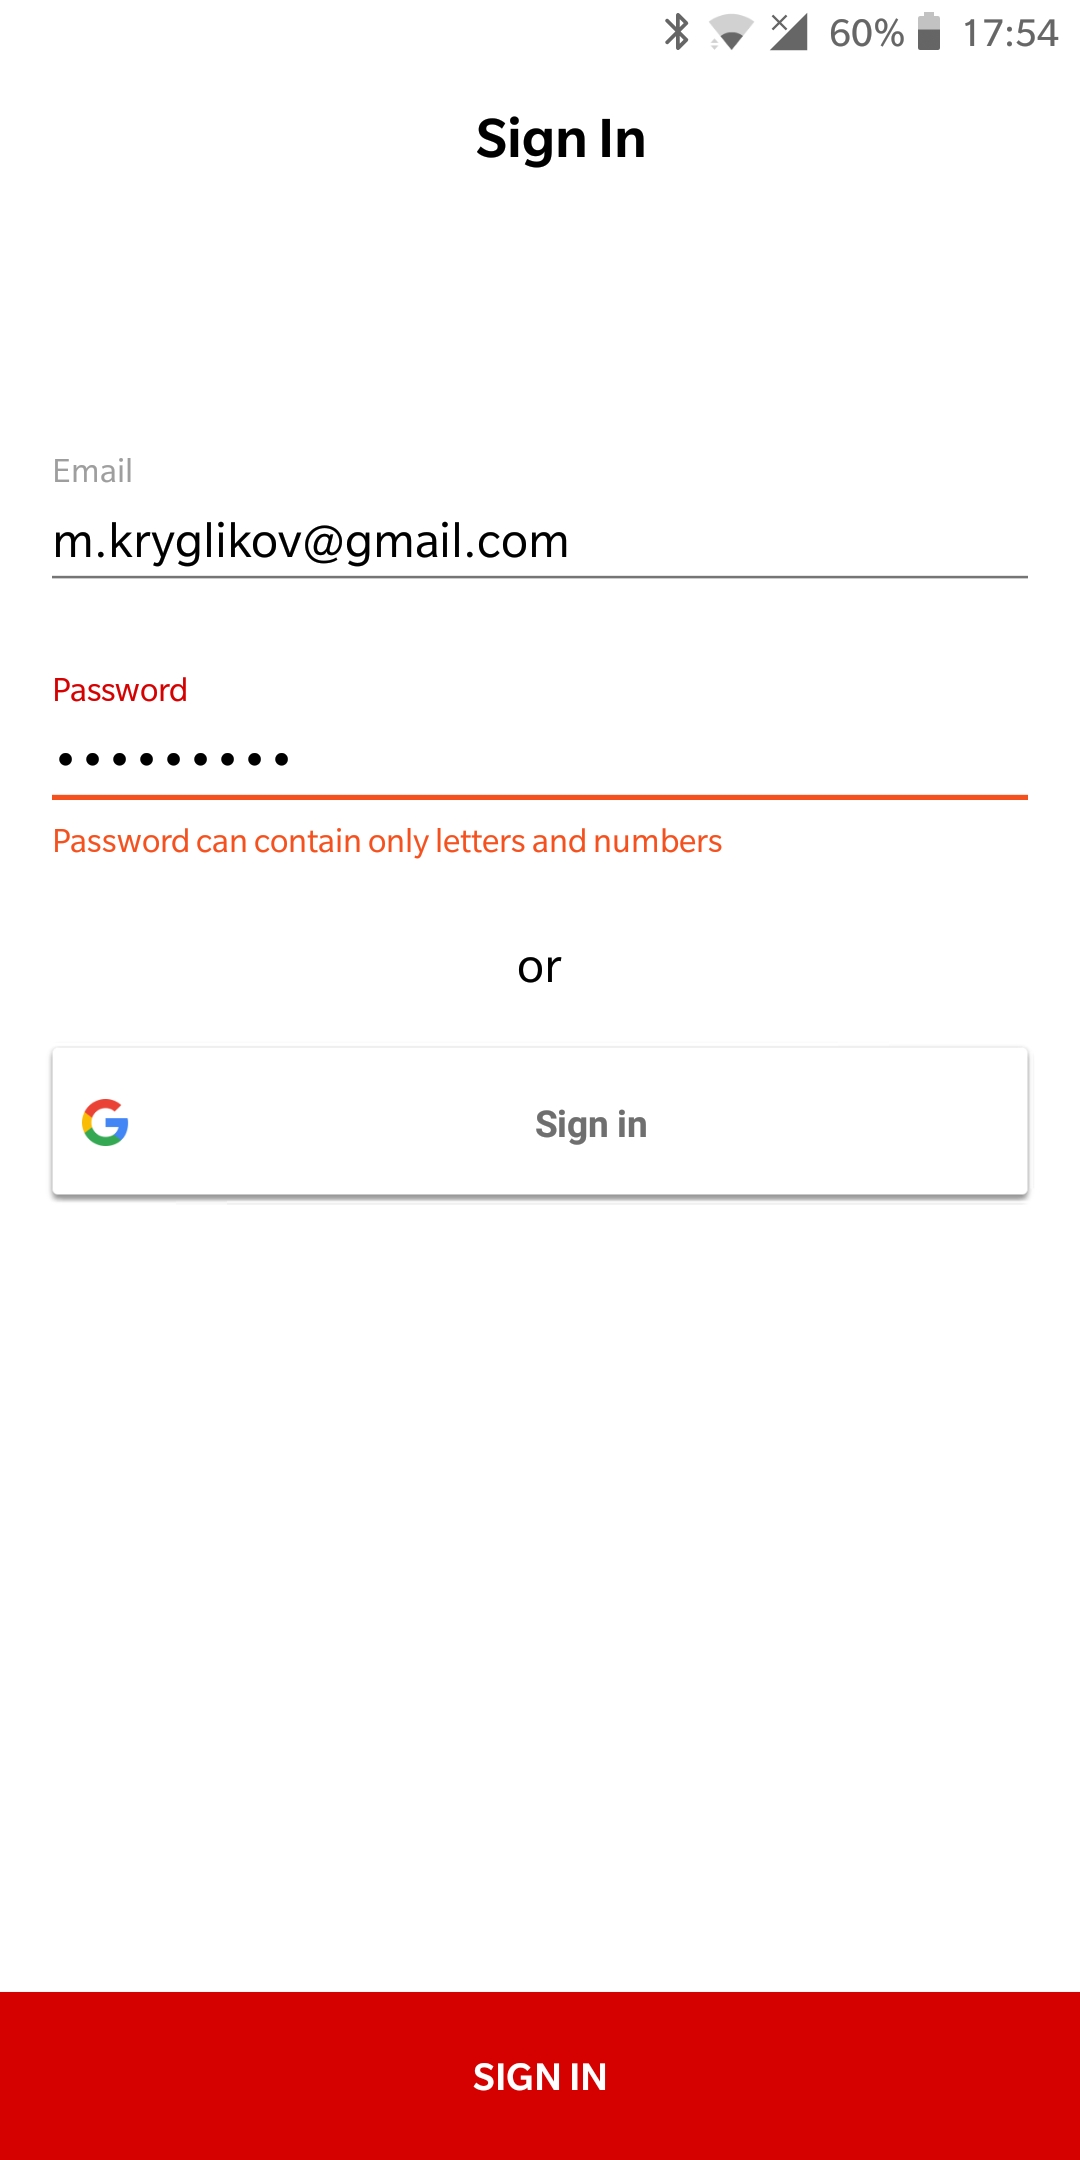 60% 17:54
Sign In
Email
m.kryglikov@gmail.com
Password
•••••••••
Password can contain only letters and numbers
or
Sign in
SIGN IN